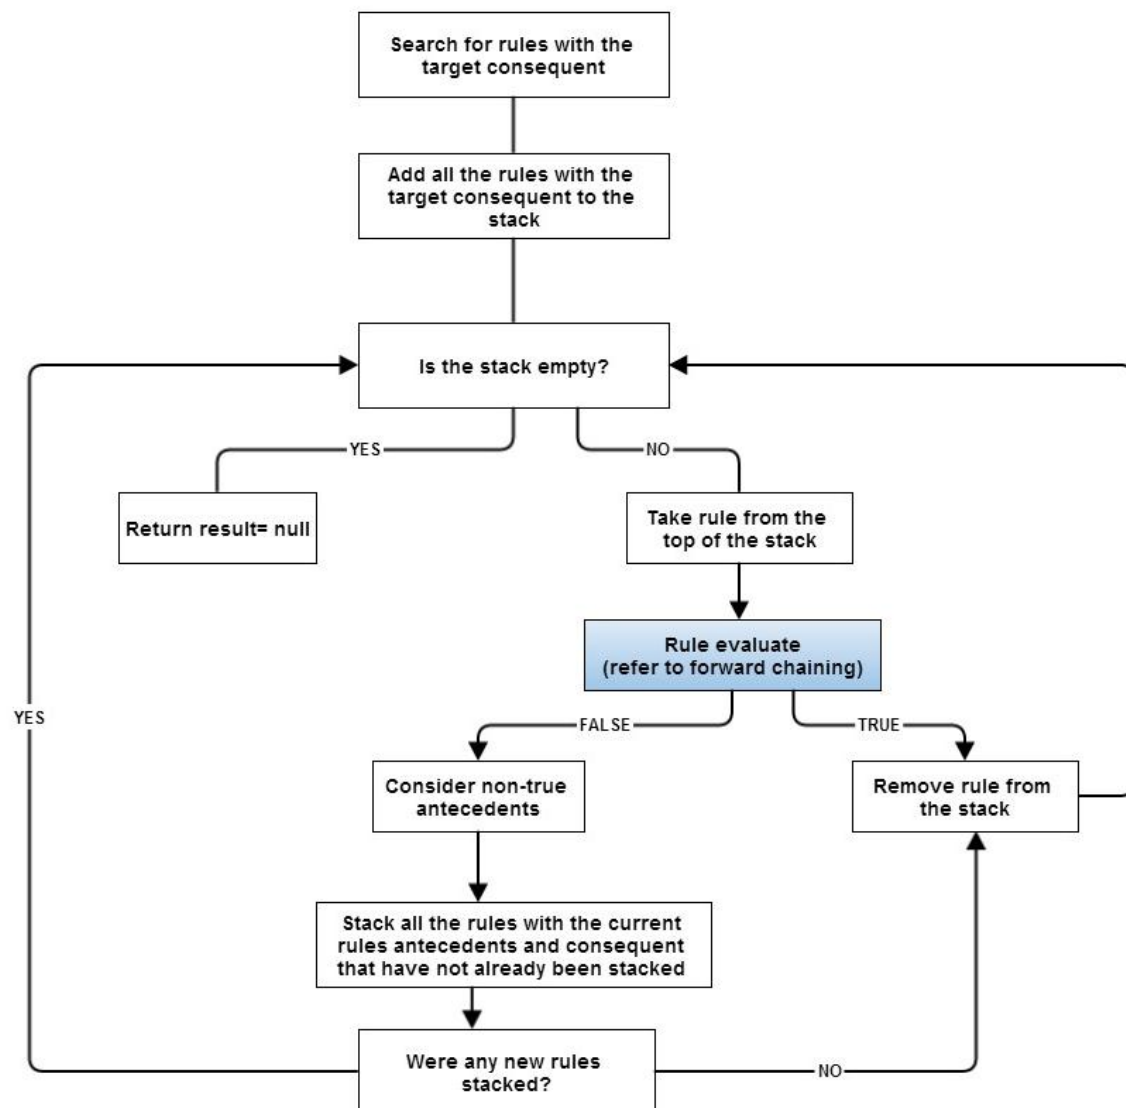 Search for rules with the
target consequent
Add all the rules with the
target consequent to the
stack
Is the stack empty?
YES
NO
Return result= null
Take rule from the
top of the stack
Rule evaluate
(refer to forward chaining)
YES
FALSE
TRUE
Consider non-true
antecedents
Remove rule from
the stack
Stack all the rules with the current
rules antecedents and consequent
that have not already been stacked
Were any new rules
stacked?
NO